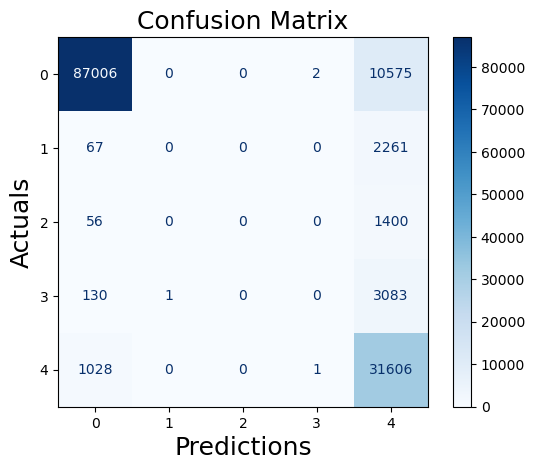 Confusion Matrix
Actuals
0 87006 0 0 2 10575
1 67 0 0 0 2261
2 56 0 0 0 1400
3 130 1 0 0 3083
4 1028 0 0 1 31606
0 1 2 3 4
Predictions
80000
70000
60000
50000
40000
30000
20000
10000
0